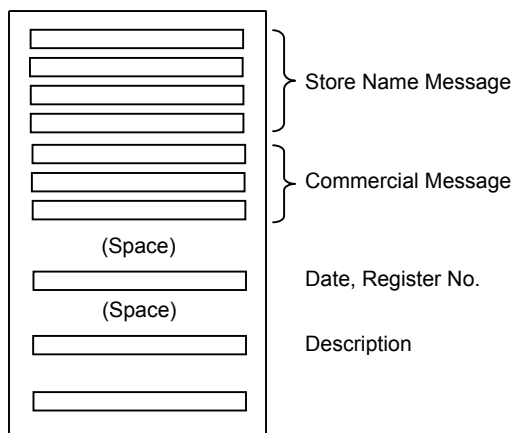 Store Name Message
Commercial Message
(Space)
Date, Register No.
(Space)
Description